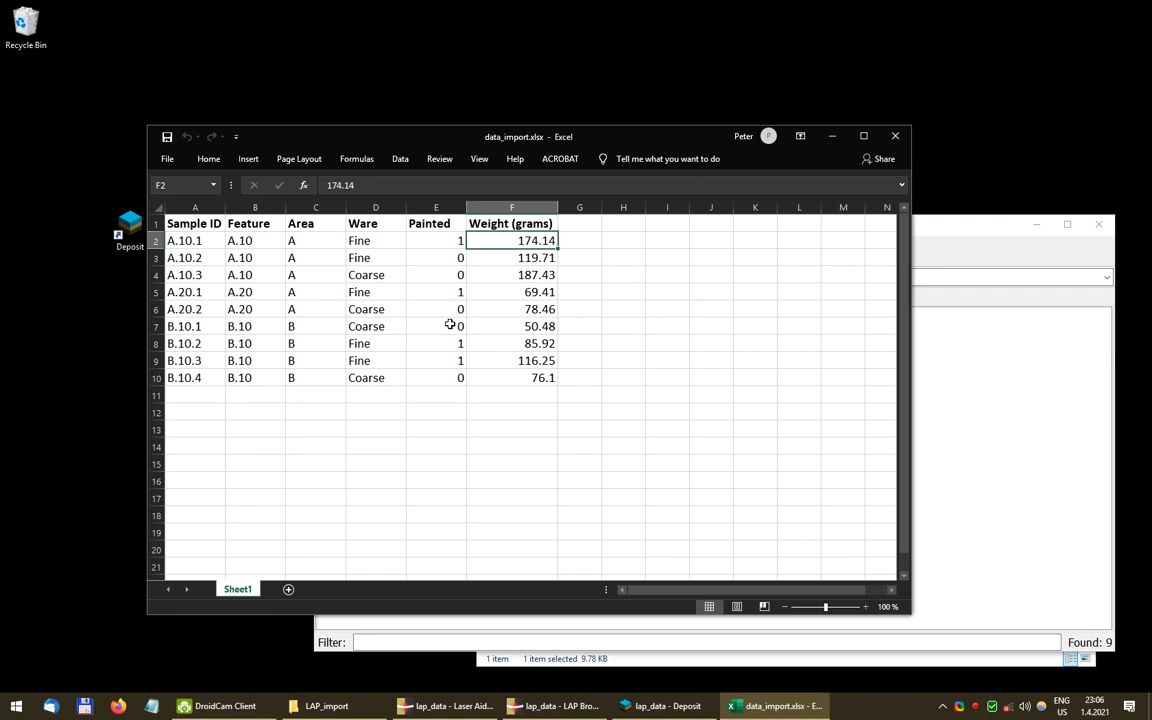 Recycle Bin
Deposit
data_import.xlsx - Excel
Peter
P
File Home Insert Page Layout Formulas Data Review View Help ACROBAT Tell me what you want to do Share
F2 fx 174.14
A B C D E F G H I J K L M N
1 Sample ID Feature Area Ware Painted Weight (grams)
2 A.10.1 A.10 A Fine 1 174.14
3 A.10.2 A.10 A Fine 0 119.71
4 A.10.3 A.10 A Coarse 0 187.43
5 A.20.1 A.20 A Fine 1 69.41
6 A.20.2 A.20 A Coarse 0 78.46
7 B.10.1 B.10 B Coarse 0 50.48
8 B.10.2 B.10 B Fine 1 85.92
9 B.10.3 B.10 B Fine 1 116.25
10 B.10.4 B.10 B Coarse 0 76.1
11
12
13
14
15
16
17
18
19
20
21
Sheet1
100 %
Filter: Found: 9
1 item 1 item selected 9.78 KB
DroidCam Client LAP_import lap_data - Laser Aid... lap_data - LAP Bro... lap_data - Deposit data_import.xlsx - E...
ENG
US
23:06
1.4.2021